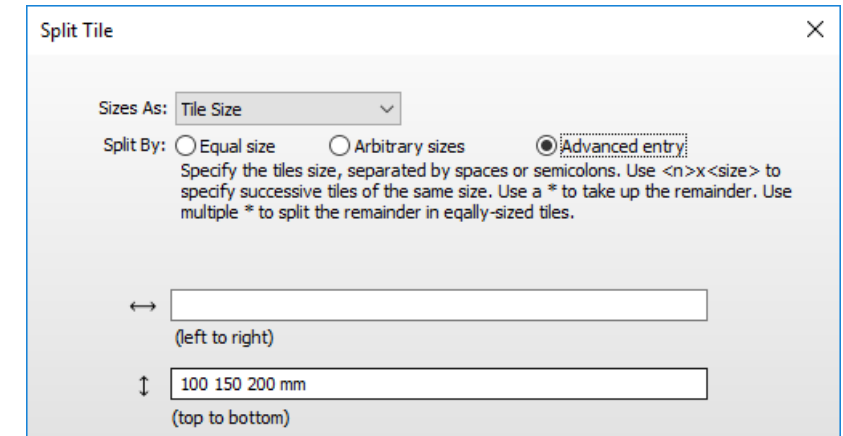 Split Tile
Sizes As: Tile Size
Split By: Equal size Arbitrary sizes Advanced entry
Specify the tiles size, separated by spaces or semicolons. Use <n>x<size> to
specify successive tiles of the same size. Use a * to take up the remainder. Use
multiple * to split the remainder in eqally-sized tiles.
(left to right)
100 150 200 mm
(top to bottom)